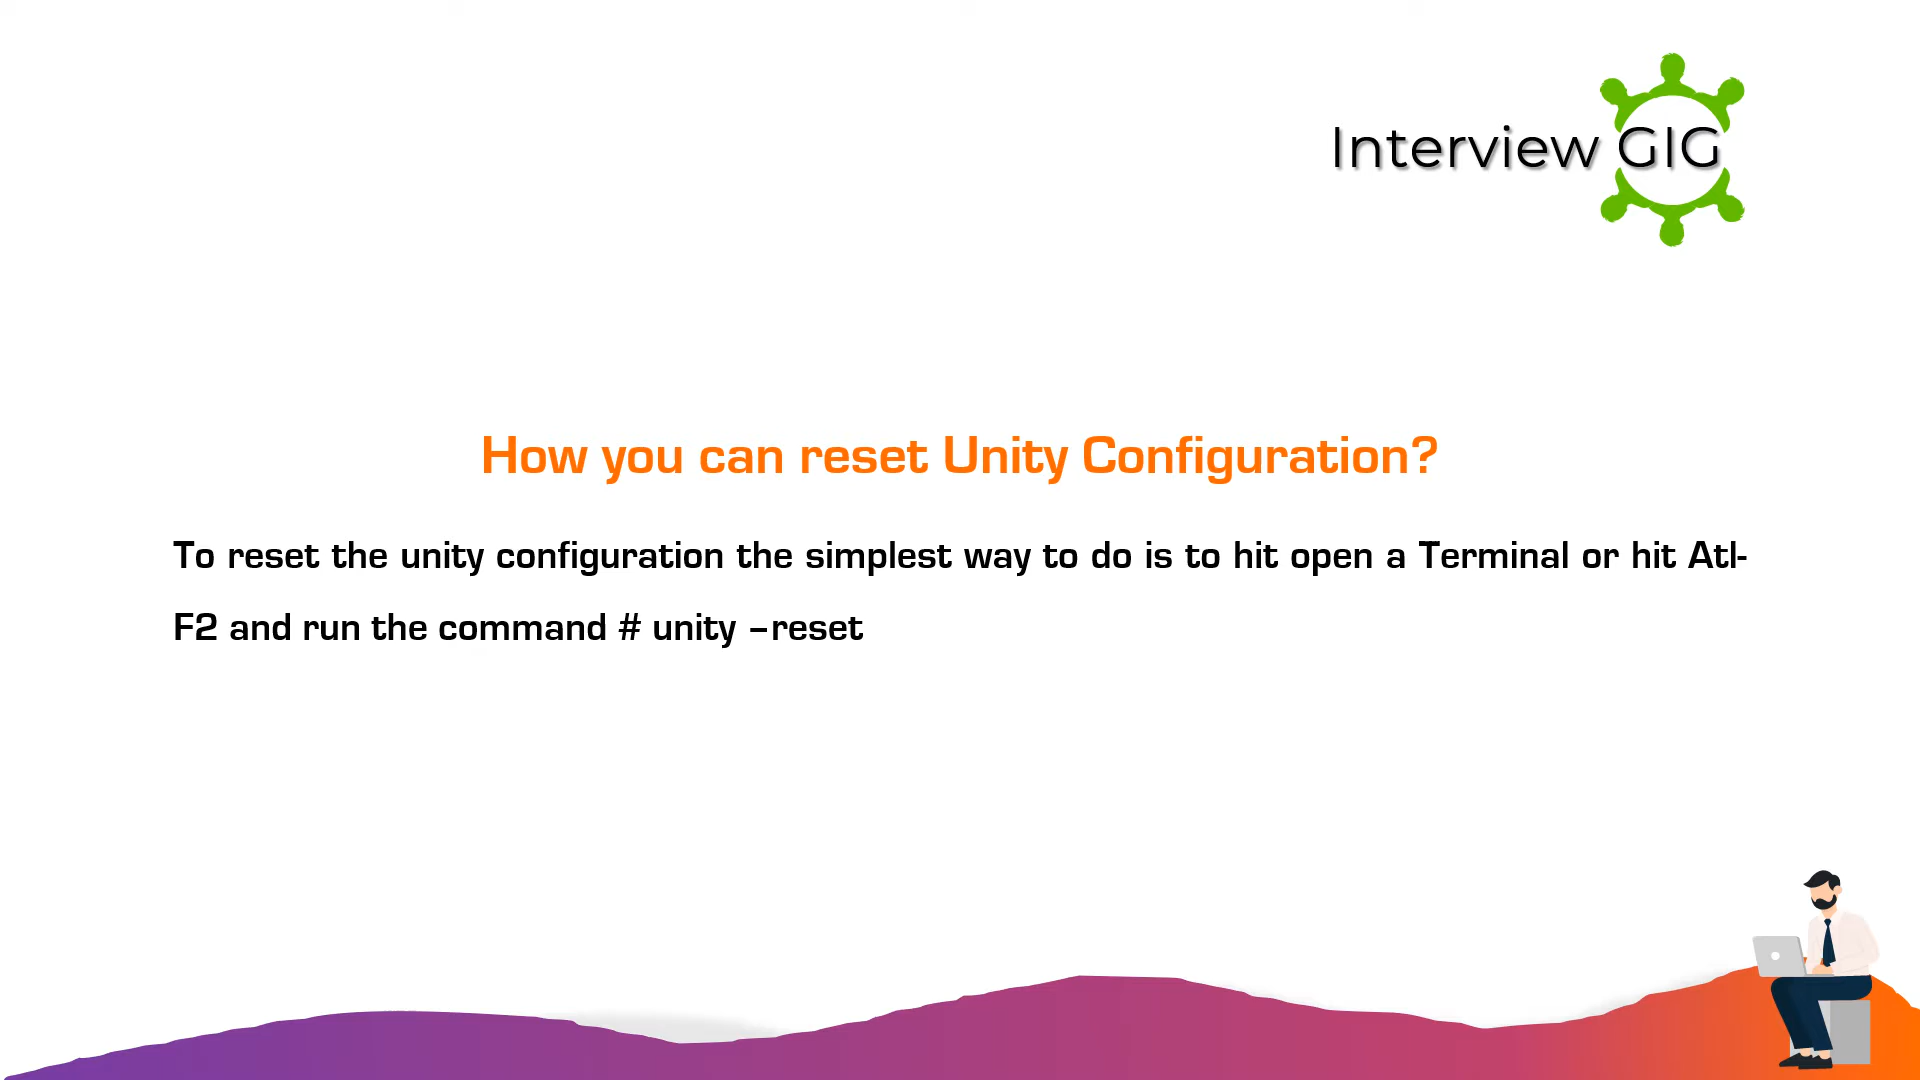 Interview GIG
How you can reset Unity Configuration?
To reset the unity configuration the simplest way to do is to hit open a Terminal or hit Atl-
F2 and run the command # unity –reset